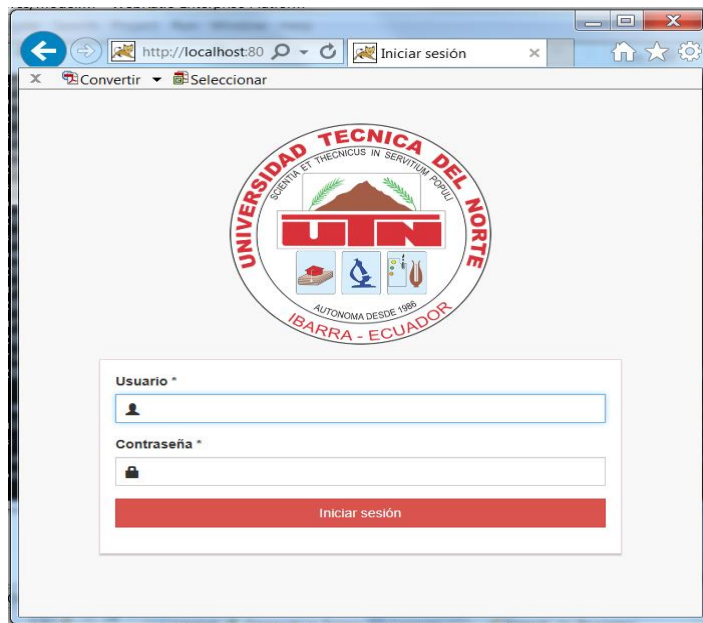 http://localhost:80
Iniciar sesión
x Convertir Seleccionar
UNIVERSIDAD TECNICA DEL NORTE
SCIENTIA ET THECNICUS IN SERVITIUM POPULI
UTN
AUTONOMA DESDE 1986
IBARRA - ECUADOR
Usuario *
Contraseña *
Iniciar sesión